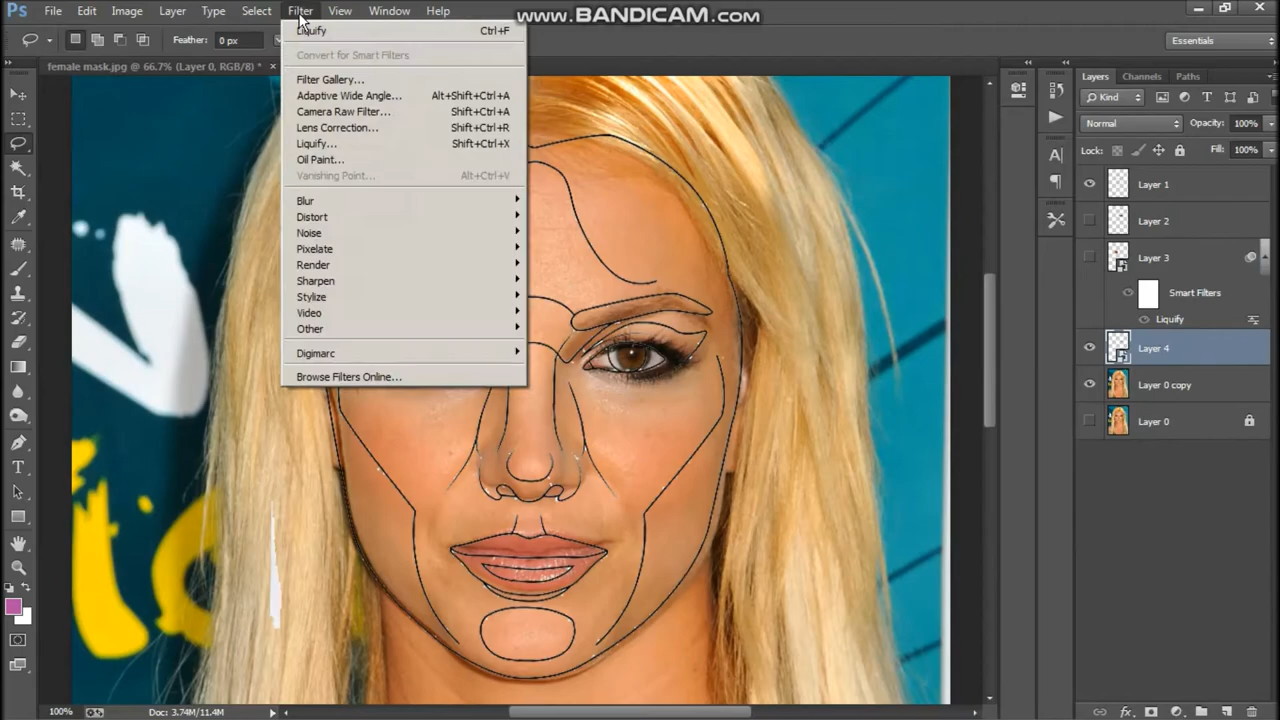 Ps File Edit Image Layer Type Select Filter View Window Help
www.BANDICAM.com
Feather: 0 px
Essentials
female mask.jpg @ 66.7% (Layer 0, RGB/8) *
Liquify Ctrl+F
Convert for Smart Filters
Filter Gallery...
Adaptive Wide Angle... Alt+Shift+Ctrl+A
Camera Raw Filter... Shift+Ctrl+A
Lens Correction... Shift+Ctrl+R
Liquify... Shift+Ctrl+X
Oil Paint...
Vanishing Point... Alt+Ctrl+V
Blur
Distort
Noise
Pixelate
Render
Sharpen
Stylize
Video
Other
Digimarc
Browse Filters Online...
Layers Channels Paths
Kind
Normal Opacity: 100%
Lock: Fill: 100%
Layer 1
Layer 2
Layer 3
Smart Filters
Liquify
Layer 4
Layer 0 copy
Layer 0
100% Doc: 3.74M/11.4M